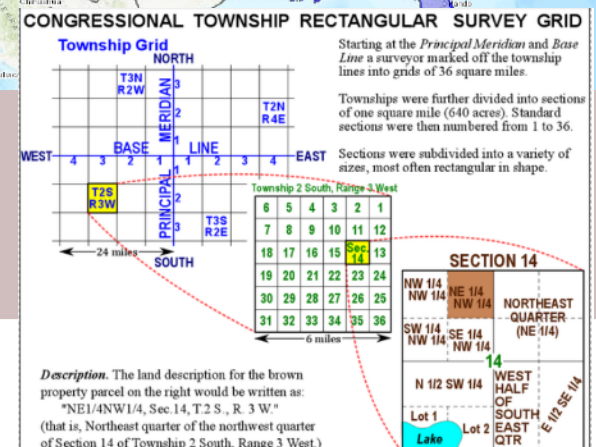 CONGRESSIONAL TOWNSHIP RECTANGULAR SURVEY GRID
Township Grid
NORTH
T3N
R2W
T2N
R4E
3
2
1
MERIDIAN
WEST
4 3 2 1
BASE LINE
1 2 3 4
EAST
T2S
R3W
PRINCIPAL
1
2
3
T3S
R2E
24 miles
SOUTH
Starting at the Principal Meridian and Base
Line a surveyor marked off the township
lines into grids of 36 square miles.
Townships were further divided into sections
of one square mile (640 acres). Standard
sections were then numbered from 1 to 36.
Sections were subdivided into a variety of
sizes, most often rectangular in shape.
Township 2 South, Range 3 West
6 5 4 3 2 1
7 8 9 10 11 12
18 17 16 15 Sec. 14 13
19 20 21 22 23 24
30 29 28 27 26 25
31 32 33 34 35 36
6 miles
SECTION 14
NW 1/4
NW 1/4
NE 1/4
NW 1/4
NORTHEAST
QUARTER
(NE 1/4)
SW 1/4
NW 1/4
SE 1/4
NW 1/4
14
N 1/2 SW 1/4
WEST
HALF
OF
SOUTH
EAST
QTR
E 1/2 SE 1/4
Lot 1
Lot 2
Lake
Description. The land description for the brown
property parcel on the right would be written as:
"NE1/4NW1/4, Sec.14, T.2 S., R. 3 W."
(that is, Northeast quarter of the northwest quarter
of Section 14 of Township 2 South, Range 3 West.)